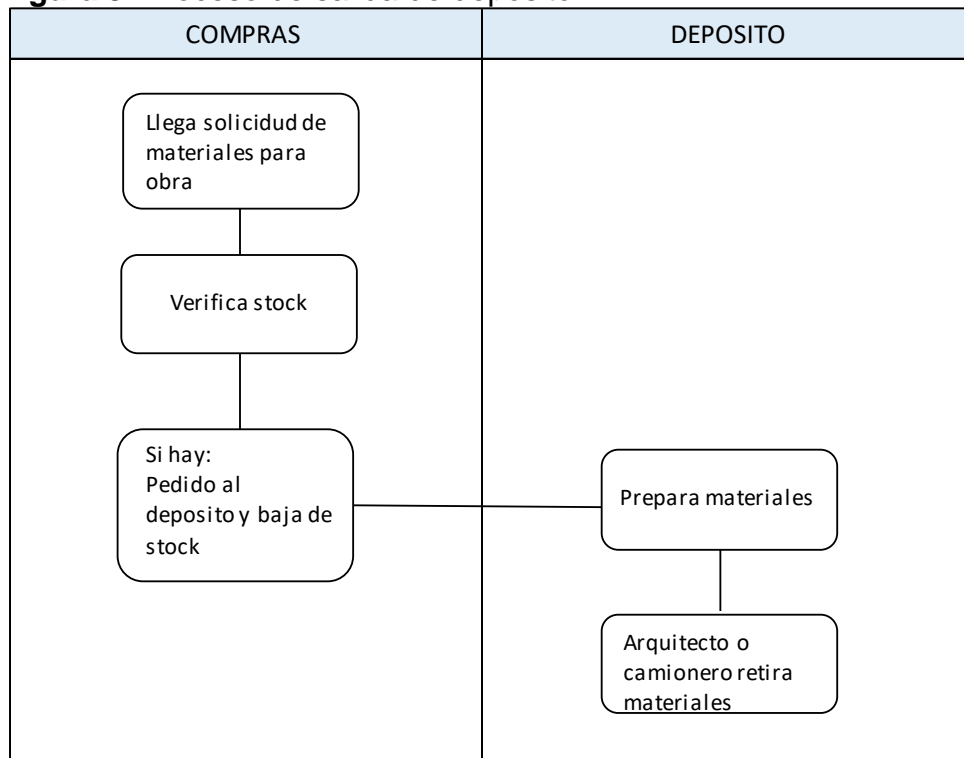 COMPRAS
DEPOSITO
Llega solicidud de
materiales para
obra
Verifica stock
Si hay:
Pedido al
deposito y baja de
stock
Prepara materiales
Arquitecto o
camionero retira
materiales